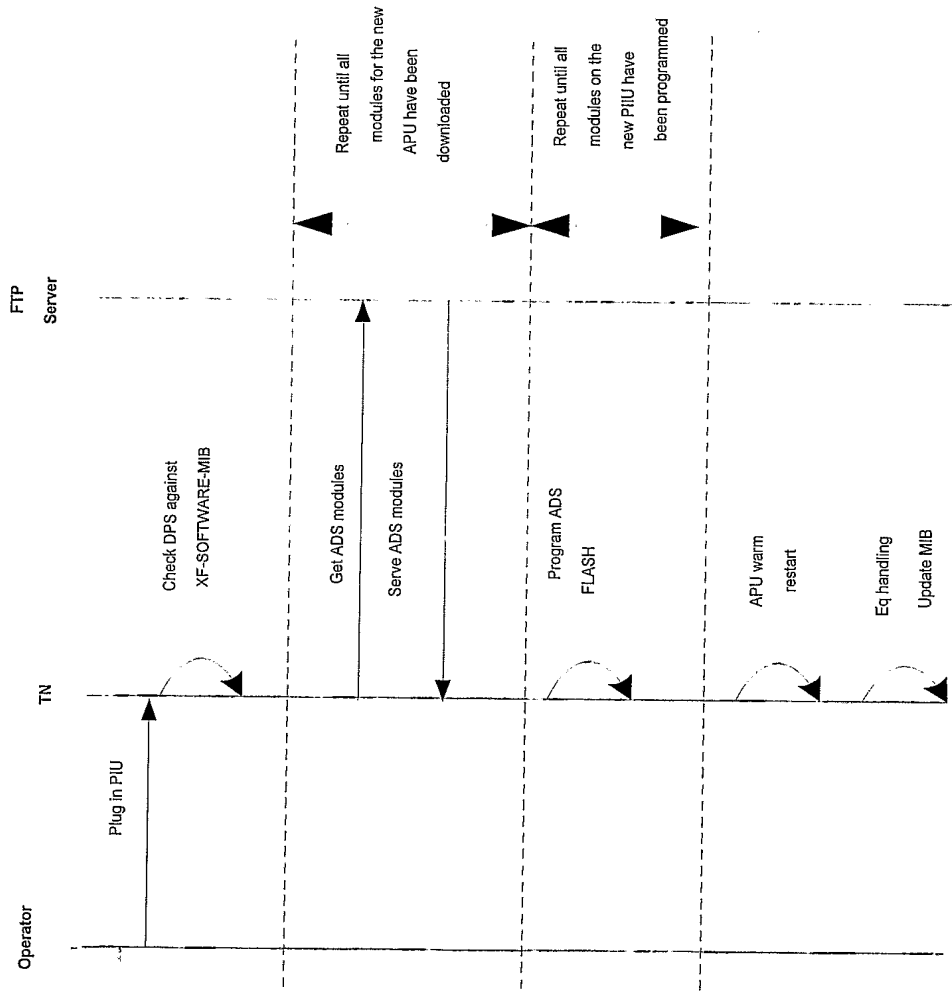 Operator
TN
FTP
Server
Plug in PIU
Check DPS against
XF-SOFTWARE-MIB
Get ADS modules
Serve ADS modules
Repeat until all
modules for the new
APU have been
downloaded
Program ADS
FLASH
Repeat until all
modules on the
new PIIU have
been programmed
APU warm
restart
Eq handling
Update MIB